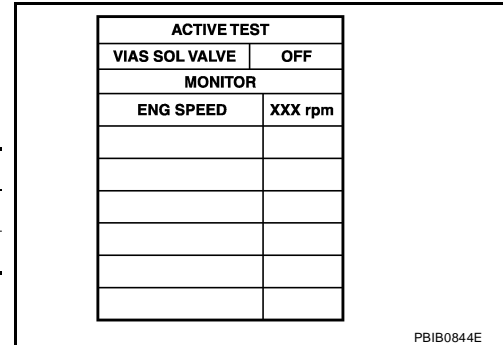 ACTIVE TEST
VIAS SOL VALVE OFF
MONITOR
ENG SPEED XXX rpm
PBIB0844E